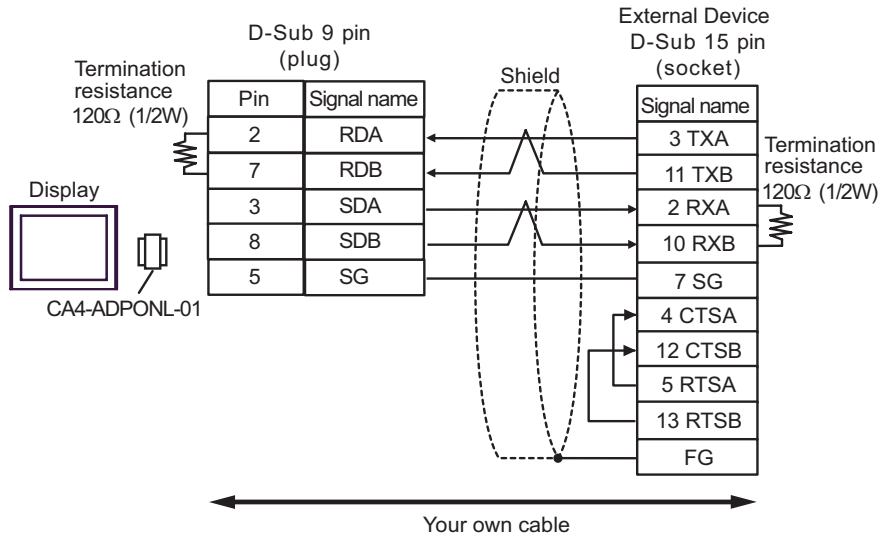 External Device
D-Sub 15 pin
(socket)
D-Sub 9 pin
(plug)
Termination
resistance
120Ω (1/2W)
Shield
Pin Signal name
2 RDA
7 RDB
3 SDA
8 SDB
5 SG
Signal name
3 TXA
11 TXB
2 RXA
10 RXB
7 SG
4 CTSA
12 CTSB
5 RTSA
13 RTSB
FG
Termination
resistance
120Ω (1/2W)
Display
CA4-ADPONL-01
Your own cable